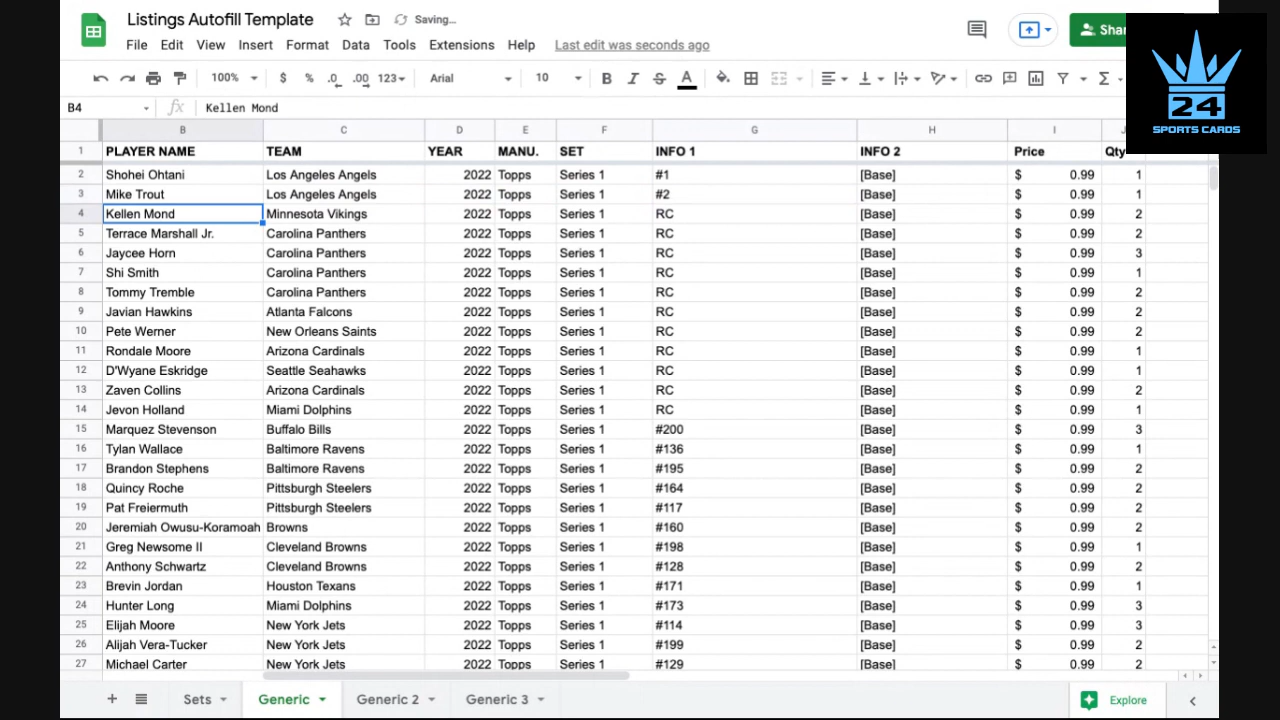 Listings Autofill Template Saving...
File Edit View Insert Format Data Tools Extensions Help Last edit was seconds ago
24
SPORTS CARDS
100% $ % .0 .00 123 Arial 10 B I S A Σ
B4 fx Kellen Mond
B C D E F G H I
1 PLAYER NAME TEAM YEAR MANU. SET INFO 1 INFO 2 Price Qty
2 Shohei Ohtani Los Angeles Angels 2022 Topps Series 1 #1 [Base] $ 0.99 1
3 Mike Trout Los Angeles Angels 2022 Topps Series 1 #2 [Base] $ 0.99 1
4 Kellen Mond Minnesota Vikings 2022 Topps Series 1 RC [Base] $ 0.99 2
5 Terrace Marshall Jr. Carolina Panthers 2022 Topps Series 1 RC [Base] $ 0.99 2
6 Jaycee Horn Carolina Panthers 2022 Topps Series 1 RC [Base] $ 0.99 3
7 Shi Smith Carolina Panthers 2022 Topps Series 1 RC [Base] $ 0.99 1
8 Tommy Tremble Carolina Panthers 2022 Topps Series 1 RC [Base] $ 0.99 2
9 Javian Hawkins Atlanta Falcons 2022 Topps Series 1 RC [Base] $ 0.99 2
10 Pete Werner New Orleans Saints 2022 Topps Series 1 RC [Base] $ 0.99 2
11 Rondale Moore Arizona Cardinals 2022 Topps Series 1 RC [Base] $ 0.99 1
12 D'Wyane Eskridge Seattle Seahawks 2022 Topps Series 1 RC [Base] $ 0.99 1
13 Zaven Collins Arizona Cardinals 2022 Topps Series 1 RC [Base] $ 0.99 2
14 Jevon Holland Miami Dolphins 2022 Topps Series 1 RC [Base] $ 0.99 1
15 Marquez Stevenson Buffalo Bills 2022 Topps Series 1 #200 [Base] $ 0.99 3
16 Tylan Wallace Baltimore Ravens 2022 Topps Series 1 #136 [Base] $ 0.99 1
17 Brandon Stephens Baltimore Ravens 2022 Topps Series 1 #195 [Base] $ 0.99 2
18 Quincy Roche Pittsburgh Steelers 2022 Topps Series 1 #164 [Base] $ 0.99 2
19 Pat Freiermuth Pittsburgh Steelers 2022 Topps Series 1 #117 [Base] $ 0.99 2
20 Jeremiah Owusu-Koramoah Browns 2022 Topps Series 1 #160 [Base] $ 0.99 2
21 Greg Newsome II Cleveland Browns 2022 Topps Series 1 #198 [Base] $ 0.99 1
22 Anthony Schwartz Cleveland Browns 2022 Topps Series 1 #128 [Base] $ 0.99 2
23 Brevin Jordan Houston Texans 2022 Topps Series 1 #171 [Base] $ 0.99 1
24 Hunter Long Miami Dolphins 2022 Topps Series 1 #173 [Base] $ 0.99 3
25 Elijah Moore New York Jets 2022 Topps Series 1 #114 [Base] $ 0.99 3
26 Alijah Vera-Tucker New York Jets 2022 Topps Series 1 #199 [Base] $ 0.99 2
27 Michael Carter New York Jets 2022 Topps Series 1 #129 [Base] $ 0.99 2
Sets Generic Generic 2 Generic 3 Explore